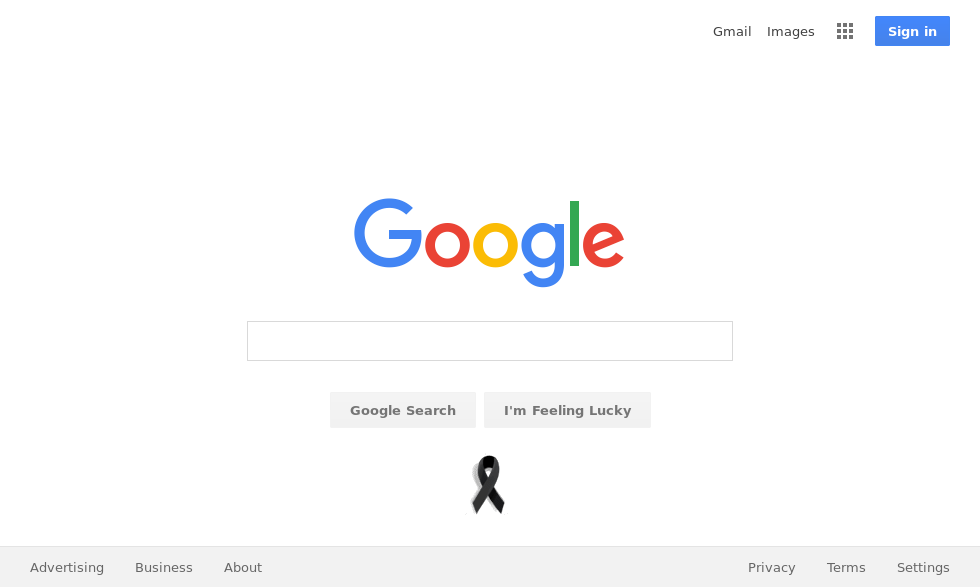 Gmail Images Sign in
Google
Google Search I'm Feeling Lucky
Advertising Business About Privacy Terms Settings